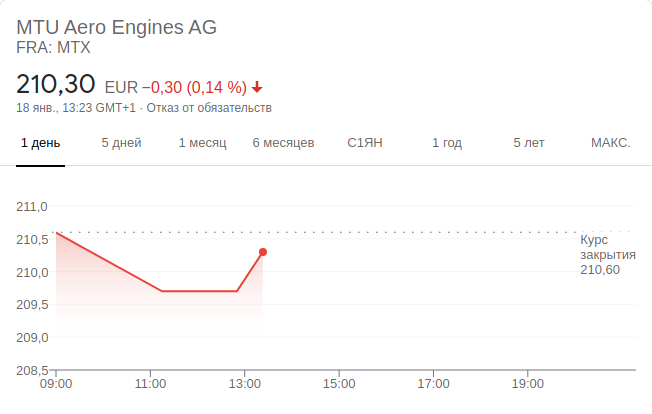 MTU Aero Engines AG
FRA: MTX
210,30 EUR −0,30 (0,14 %)
18 янв., 13:23 GMT+1 · Отказ от обязательств
1 день 5 дней 1 месяц 6 месяцев С1ЯН 1 год 5 лет МАКС.
211,0
210,5
210,0
209,5
209,0
208,5
Курс
закрытия
210,60
09:00 11:00 13:00 15:00 17:00 19:00